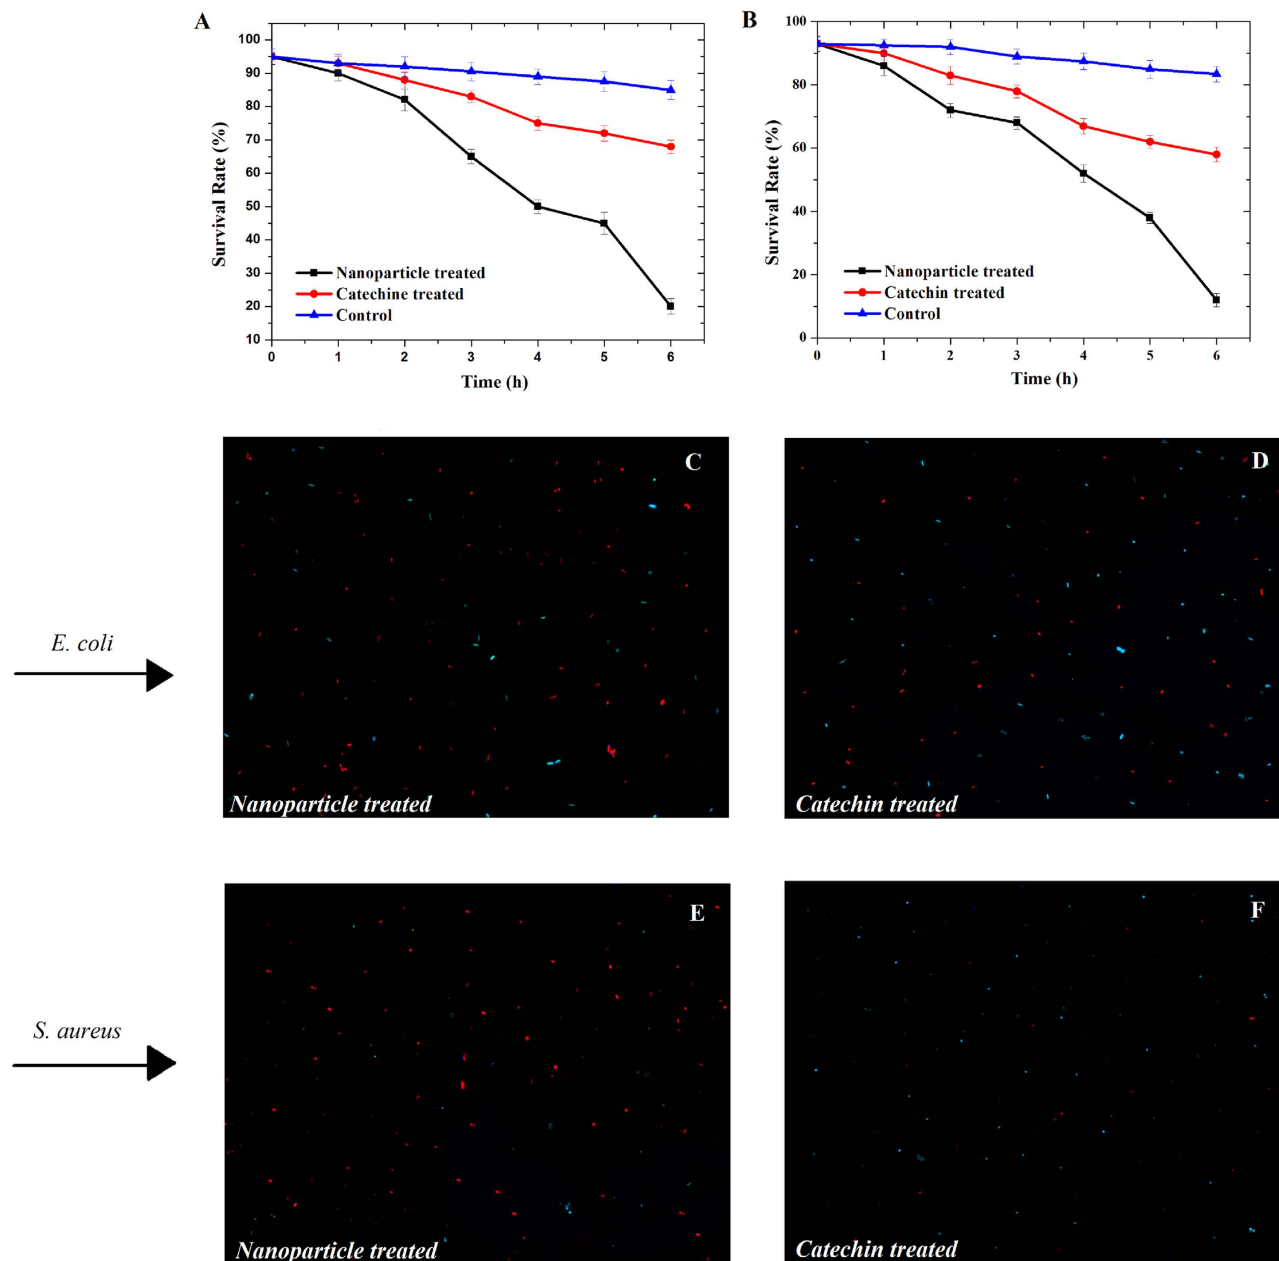 A
Survival Rate (%)
100
90
80
70
60
50
40
30
20
10
Nanoparticle treated
Catechine treated
Control
0 1 2 3 4 5 6
Time (h)
B
Survival Rate (%)
100
80
60
40
20
0
Nanoparticle treated
Catechin treated
Control
0 1 2 3 4 5 6
Time (h)
E. coli
C
Nanoparticle treated
D
Catechin treated
S. aureus
E
Nanoparticle treated
F
Catechin treated